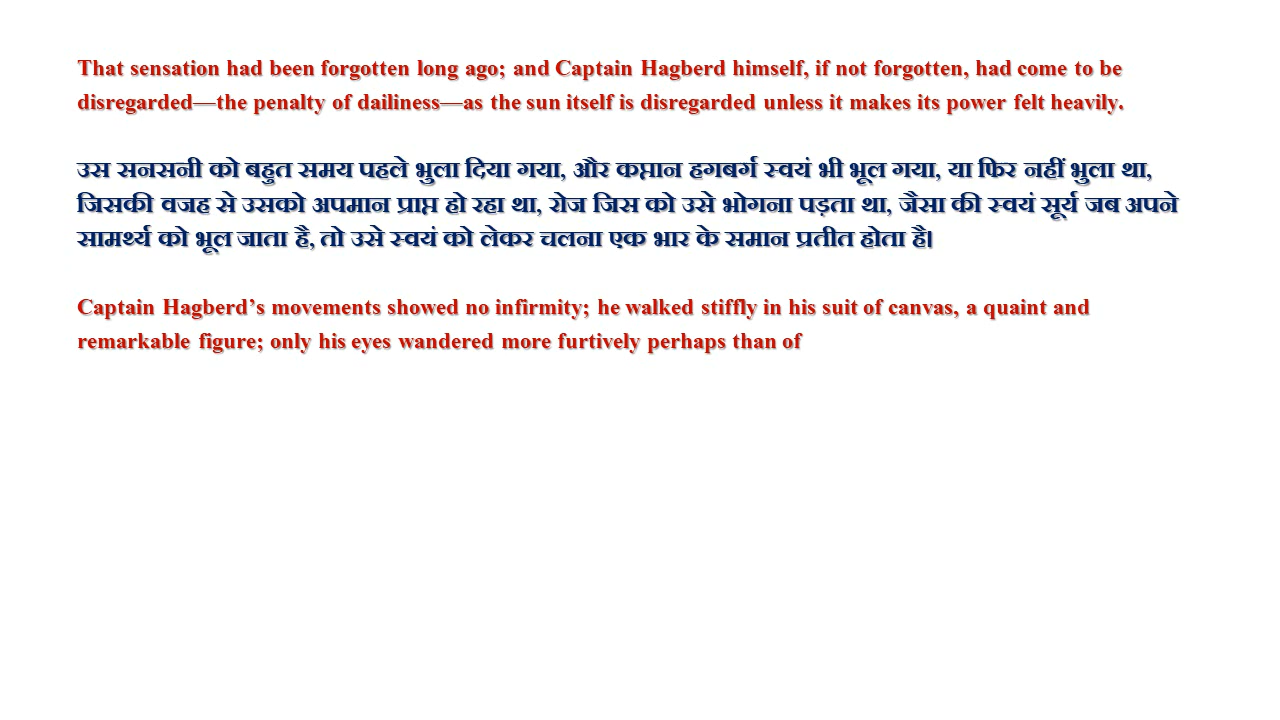 That sensation had been forgotten long ago; and Captain Hagberd himself, if not forgotten, had come to be
disregarded—the penalty of dailiness—as the sun itself is disregarded unless it makes its power felt heavily.
उस सनसनी को बहुत समय पहले भुला दिया गया, और कप्तान हगबर्ग स्वयं भी भूल गया, या फिर नहीं भुला था,
जिसकी वजह से उसको अपमान प्राप्त हो रहा था, रोज जिस को उसे भोगना पड़ता था, जैसा की स्वयं सूर्य जब अपने
सामर्थ्य को भूल जाता है, तो उसे स्वयं को लेकर चलना एक भार के समान प्रतीत होता है।
Captain Hagberd’s movements showed no infirmity; he walked stiffly in his suit of canvas, a quaint and
remarkable figure; only his eyes wandered more furtively perhaps than of